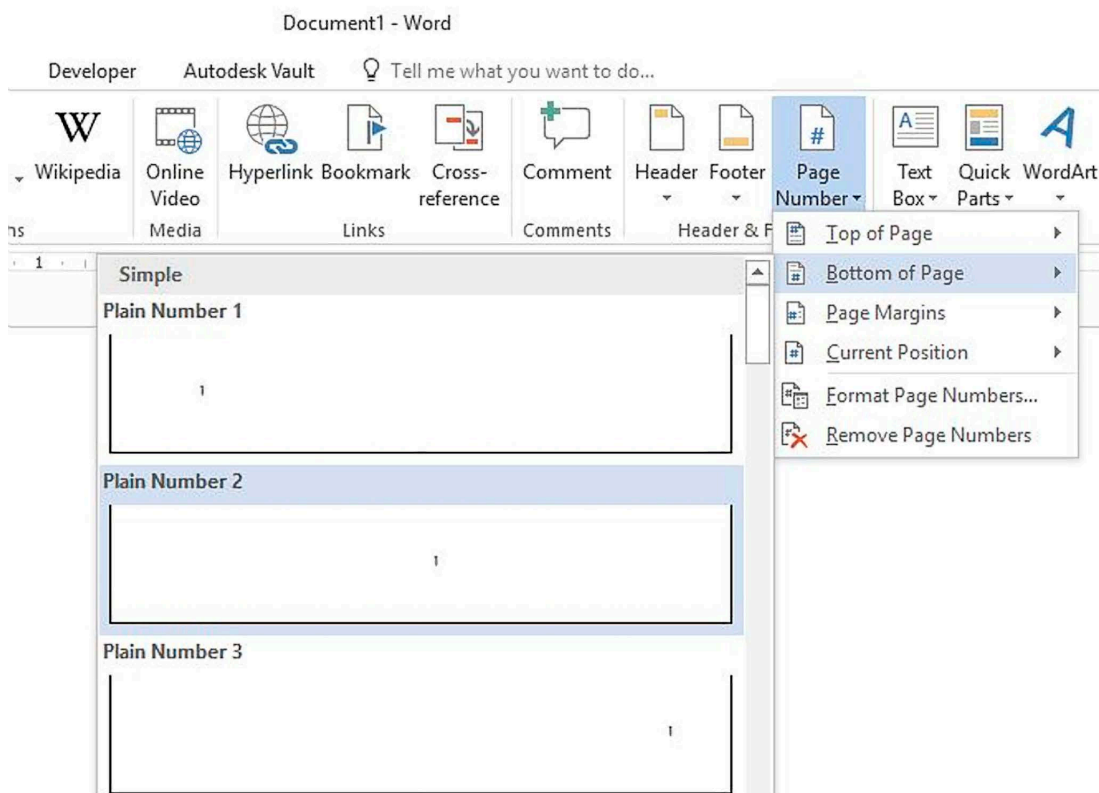 Document1 - Word
Developer Autodesk Vault Tell me what you want to do...
W
Wikipedia Online Video Hyperlink Bookmark Cross-reference Comment Header Footer # Page Number A Text Box Quick Parts A WordArt
ns Media Links Comments Header & F
1
Top of Page
Bottom of Page
Page Margins
Current Position
Format Page Numbers...
Remove Page Numbers
Simple
Plain Number 1
1
Plain Number 2
1
Plain Number 3
1